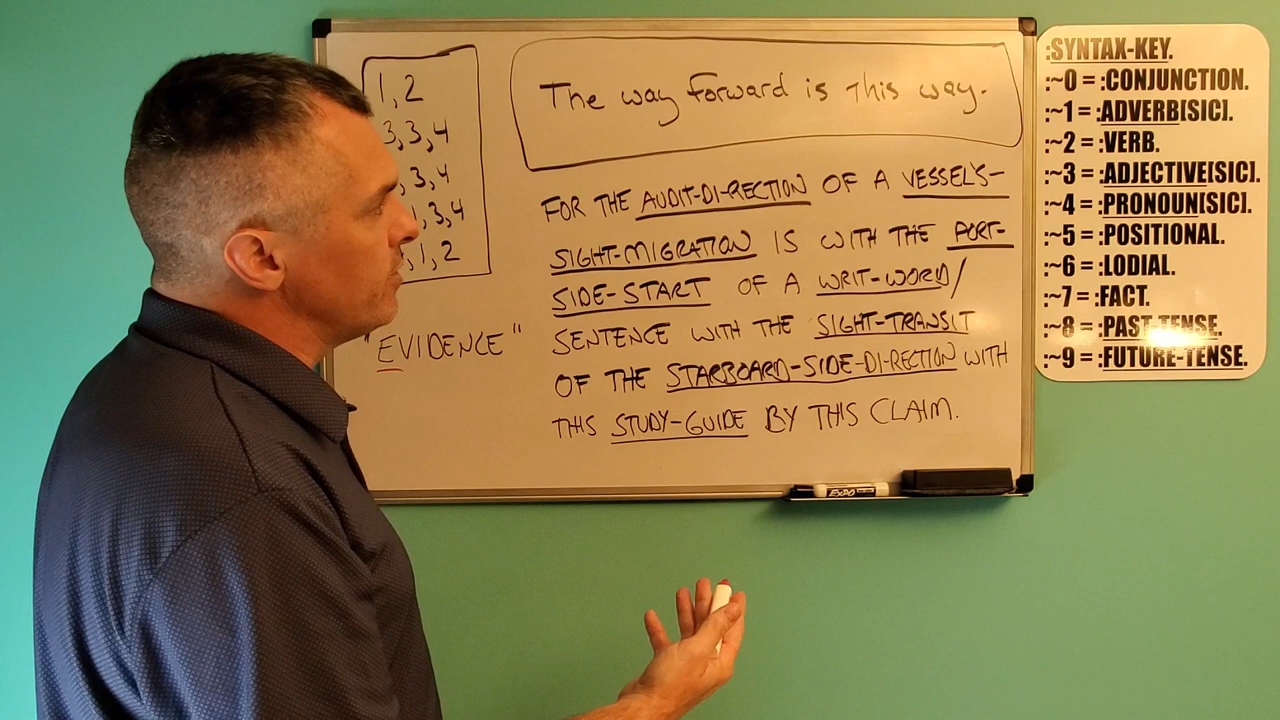 1, 2
3, 3, 4
, 3, 4
1, 3, 4
, 1, 2
"EVIDENCE"
The way forward is this way.
FOR THE AUDIT-DI-RECTION OF A VESSEL'S-
SIGHT-MIGRATION IS WITH THE PORT-
SIDE-START OF A WRIT-WORD/
SENTENCE WITH THE SIGHT-TRANSIT
OF THE STARBOARD-SIDE-DI-RECTION WITH
THIS STUDY-GUIDE BY THIS CLAIM.
EXPO
:SYNTAX-KEY.
:~0 = :CONJUNCTION.
:~1 = :ADVERB[SIC].
:~2 = :VERB.
:~3 = :ADJECTIVE[SIC].
:~4 = :PRONOUN[SIC].
:~5 = :POSITIONAL.
:~6 = :LODIAL.
:~7 = :FACT.
:~8 = :PAST-TENSE.
:~9 = :FUTURE-TENSE.